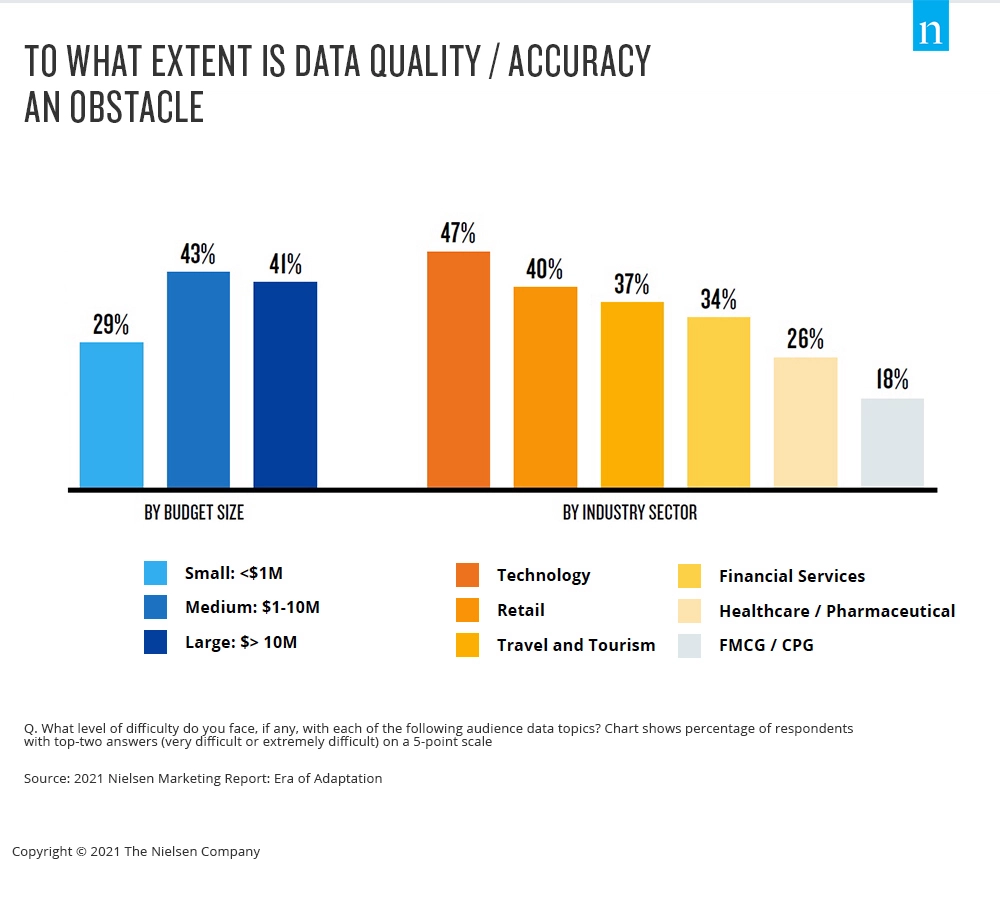 n
TO WHAT EXTENT IS DATA QUALITY / ACCURACY
AN OBSTACLE
29%
43%
41%
47%
40%
37%
34%
26%
18%
BY BUDGET SIZE
BY INDUSTRY SECTOR
Small: <$1M
Medium: $1-10M
Large: $> 10M
Technology
Retail
Travel and Tourism
Financial Services
Healthcare / Pharmaceutical
FMCG / CPG
Q. What level of difficulty do you face, if any, with each of the following audience data topics? Chart shows percentage of respondents
with top-two answers (very difficult or extremely difficult) on a 5-point scale
Source: 2021 Nielsen Marketing Report: Era of Adaptation
Copyright © 2021 The Nielsen Company